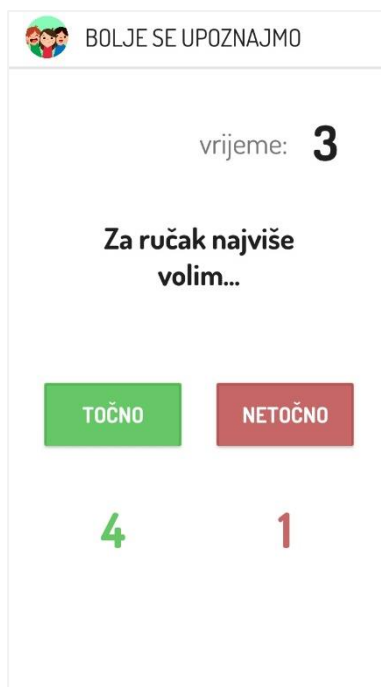 BOLJE SE UPOZNAJMO
vrijeme: 3
Za ručak najviše
volim...
TOČNO NETOČNO
4 1